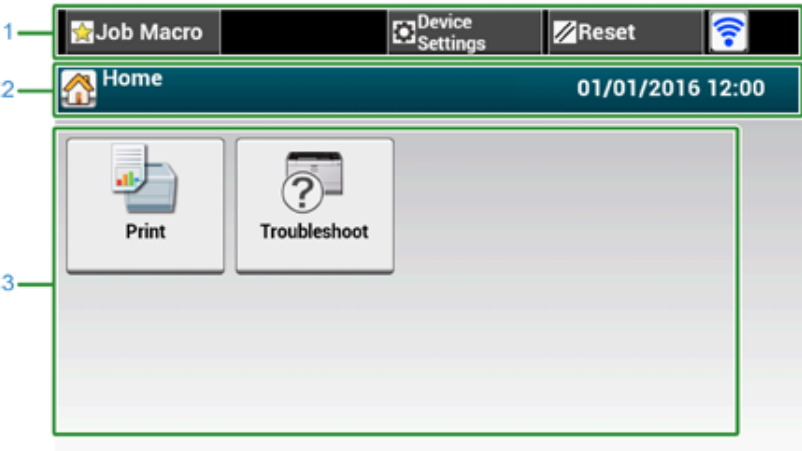 1
Job Macro
Device
Settings
Reset
2
Home
01/01/2016 12:00
3
Print
?
Troubleshoot